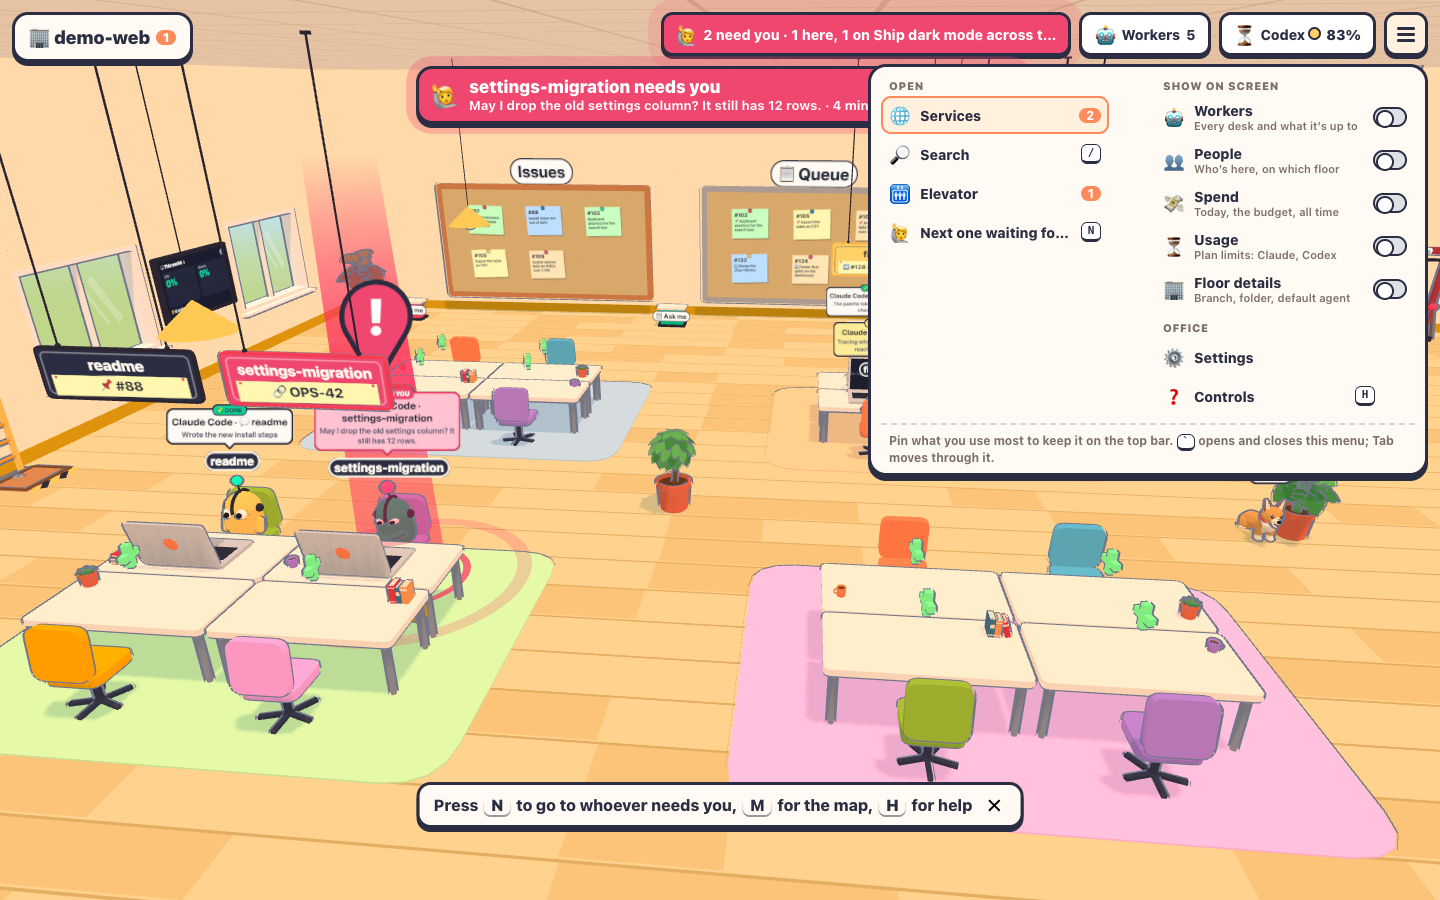 demo-web 1
2 need you · 1 here, 1 on Ship dark mode across t...
Workers 5
Codex 83%
settings-migration needs you
May I drop the old settings column? It still has 12 rows. · 4 min
OPEN
Services 2
Search /
Elevator 1
Next one waiting fo... N
SHOW ON SCREEN
Workers
Every desk and what it's up to
People
Who's here, on which floor
Spend
Today, the budget, all time
Usage
Plan limits: Claude, Codex
Floor details
Branch, folder, default agent
OFFICE
Settings
Controls H
Pin what you use most to keep it on the top bar. ` opens and closes this menu; Tab
moves through it.
Issues
Queue
#88
#102
#105
#102
#105
Ask me
0%
0%
readme
#88
settings-migration
OPS-42
DONE
Claude Code · readme
Wrote the new install steps
settings-migration
May I drop the old settings column? It
still has 12 rows.
readme
settings-migration
Press N to go to whoever needs you, M for the map, H for help